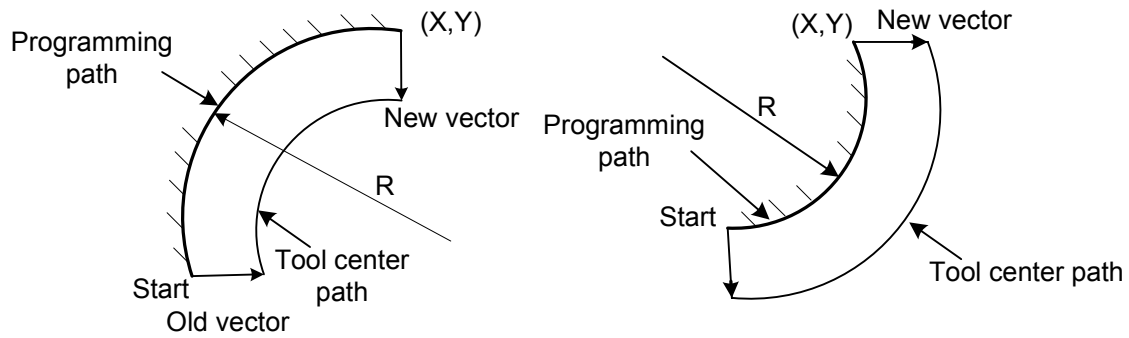 Programming
path
(X,Y)
New vector
R
Tool center
path
Start
Old vector
(X,Y)
New vector
R
Programming
path
Start
Tool center path